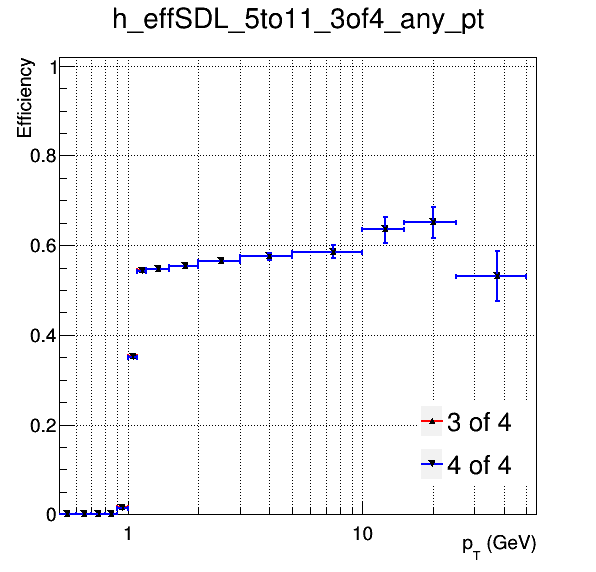 h_effSDL_5to11_3of4_any_pt
Efficiency
1
0.8
0.6
0.4
0.2
0
3 of 4
4 of 4
1
10
p_T (GeV)